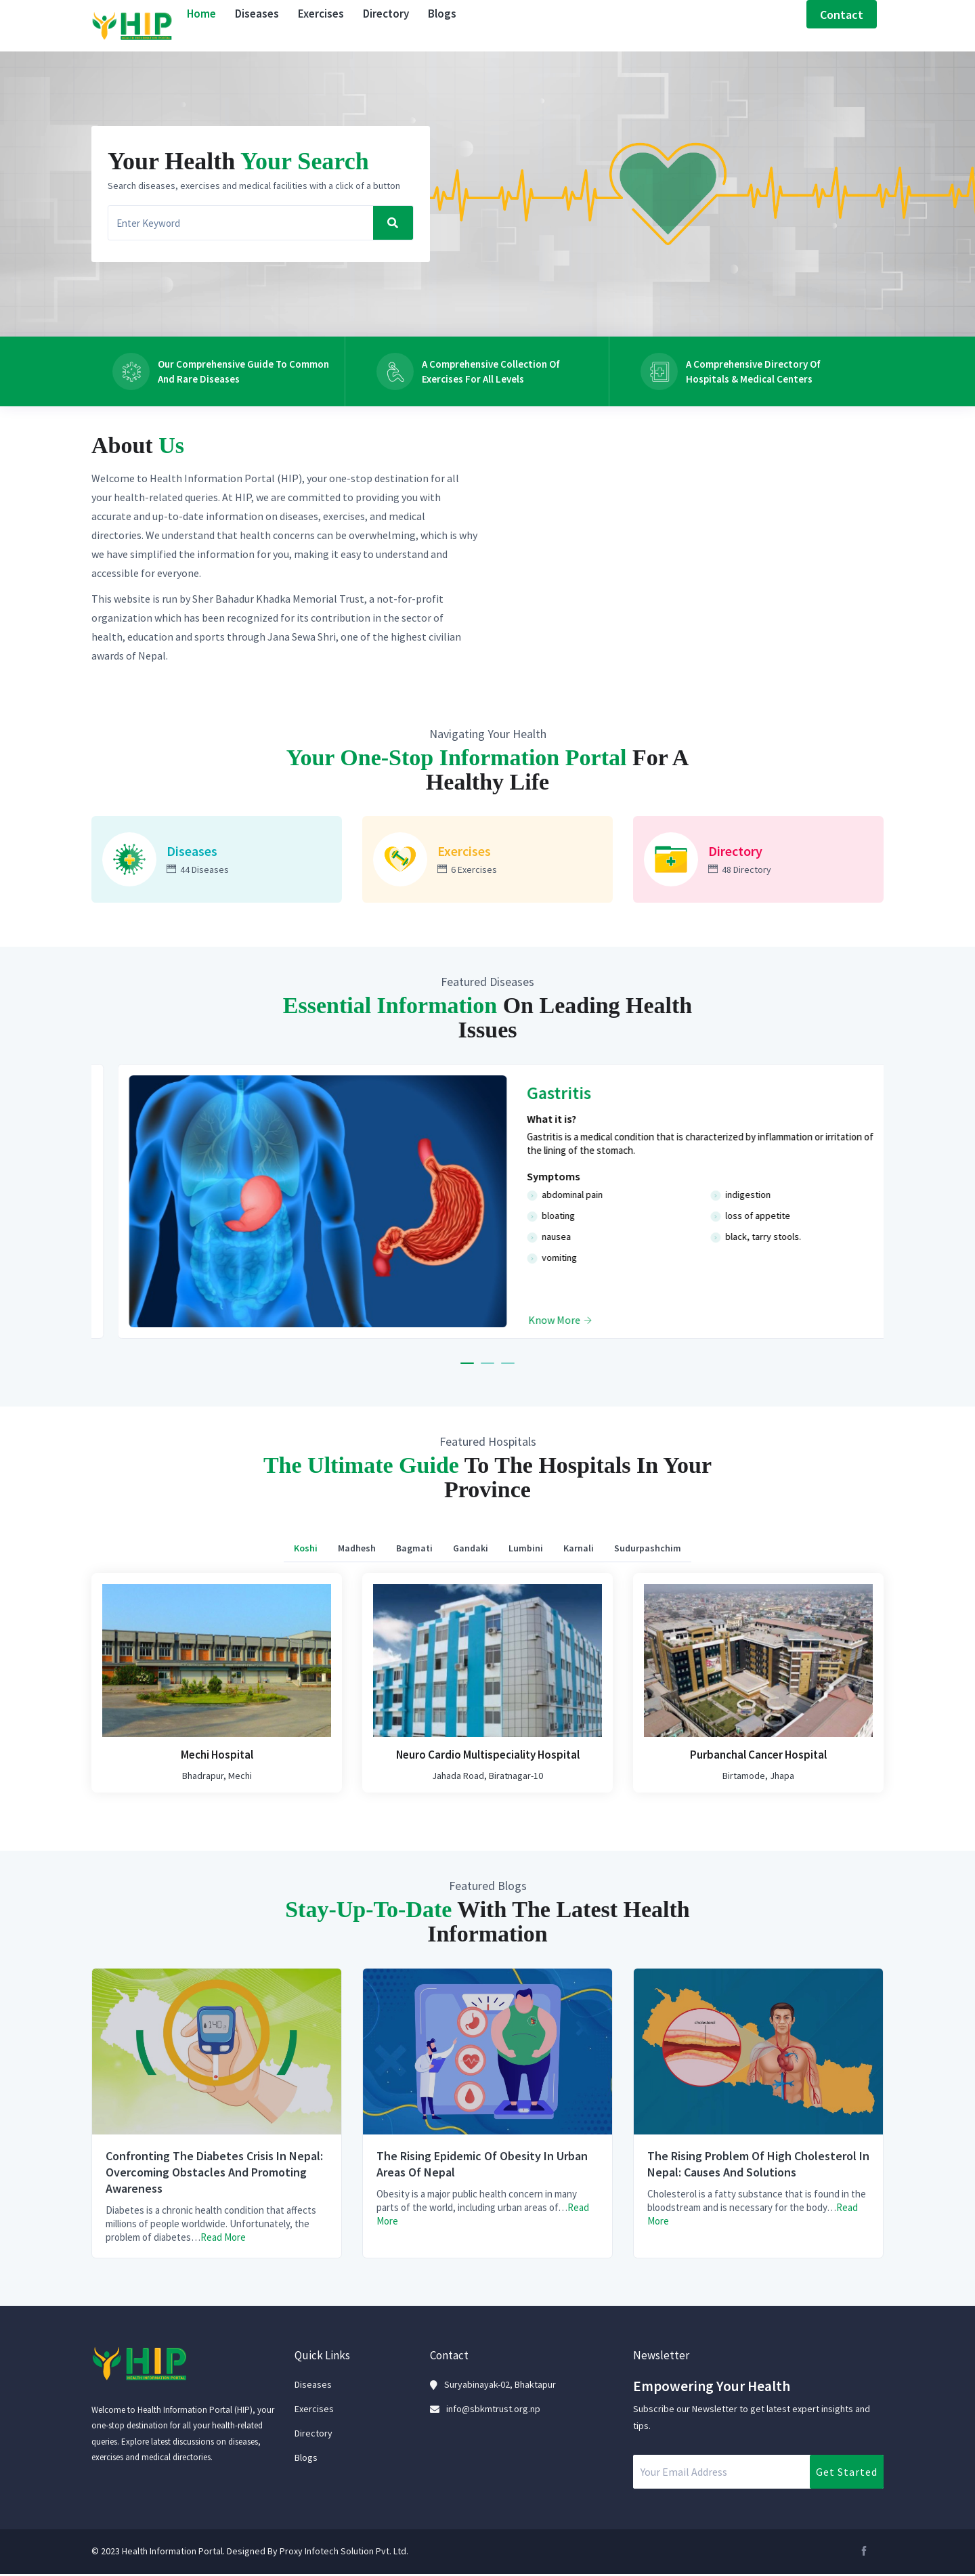 HIP
HEALTH INFORMATION PORTAL
Home
Diseases
Exercises
Directory
Blogs
Contact
Your Health Your Search
Search diseases, exercises and medical facilities with a click of a button
Enter Keyword
Our Comprehensive Guide To Common
And Rare Diseases
A Comprehensive Collection Of
Exercises For All Levels
A Comprehensive Directory Of
Hospitals & Medical Centers
About Us
Welcome to Health Information Portal (HIP), your one-stop destination for all
your health-related queries. At HIP, we are committed to providing you with
accurate and up-to-date information on diseases, exercises, and medical
directories. We understand that health concerns can be overwhelming, which is why
we have simplified the information for you, making it easy to understand and
accessible for everyone.
This website is run by Sher Bahadur Khadka Memorial Trust, a not-for-profit
organization which has been recognized for its contribution in the sector of
health, education and sports through Jana Sewa Shri, one of the highest civilian
awards of Nepal.
Navigating Your Health
Your One-Stop Information Portal For A
Healthy Life
Diseases
44 Diseases
Exercises
6 Exercises
Directory
48 Directory
Featured Diseases
Essential Information On Leading Health
Issues
Gastritis
What it is?
Gastritis is a medical condition that is characterized by inflammation or irritation of
the lining of the stomach.
Symptoms
abdominal pain
indigestion
bloating
loss of appetite
nausea
black, tarry stools.
vomiting
Know More
Featured Hospitals
The Ultimate Guide To The Hospitals In Your
Province
Koshi
Madhesh
Bagmati
Gandaki
Lumbini
Karnali
Sudurpashchim
Mechi Hospital
Bhadrapur, Mechi
Neuro Cardio Multispeciality Hospital
Jahada Road, Biratnagar-10
Purbanchal Cancer Hospital
Birtamode, Jhapa
Featured Blogs
Stay-Up-To-Date With The Latest Health
Information
140
cholesterol
Confronting The Diabetes Crisis In Nepal:
Overcoming Obstacles And Promoting
Awareness
Diabetes is a chronic health condition that affects
millions of people worldwide. Unfortunately, the
problem of diabetes…Read More
The Rising Epidemic Of Obesity In Urban
Areas Of Nepal
Obesity is a major public health concern in many
parts of the world, including urban areas of…Read
More
The Rising Problem Of High Cholesterol In
Nepal: Causes And Solutions
Cholesterol is a fatty substance that is found in the
bloodstream and is necessary for the body…Read
More
HIP
HEALTH INFORMATION PORTAL
Welcome to Health Information Portal (HIP), your
one-stop destination for all your health-related
queries. Explore latest discussions on diseases,
exercises and medical directories.
Quick Links
Diseases
Exercises
Directory
Blogs
Contact
Suryabinayak-02, Bhaktapur
info@sbkmtrust.org.np
Newsletter
Empowering Your Health
Subscribe our Newsletter to get latest expert insights and
tips.
Your Email Address
Get Started
© 2023 Health Information Portal. Designed By Proxy Infotech Solution Pvt. Ltd.